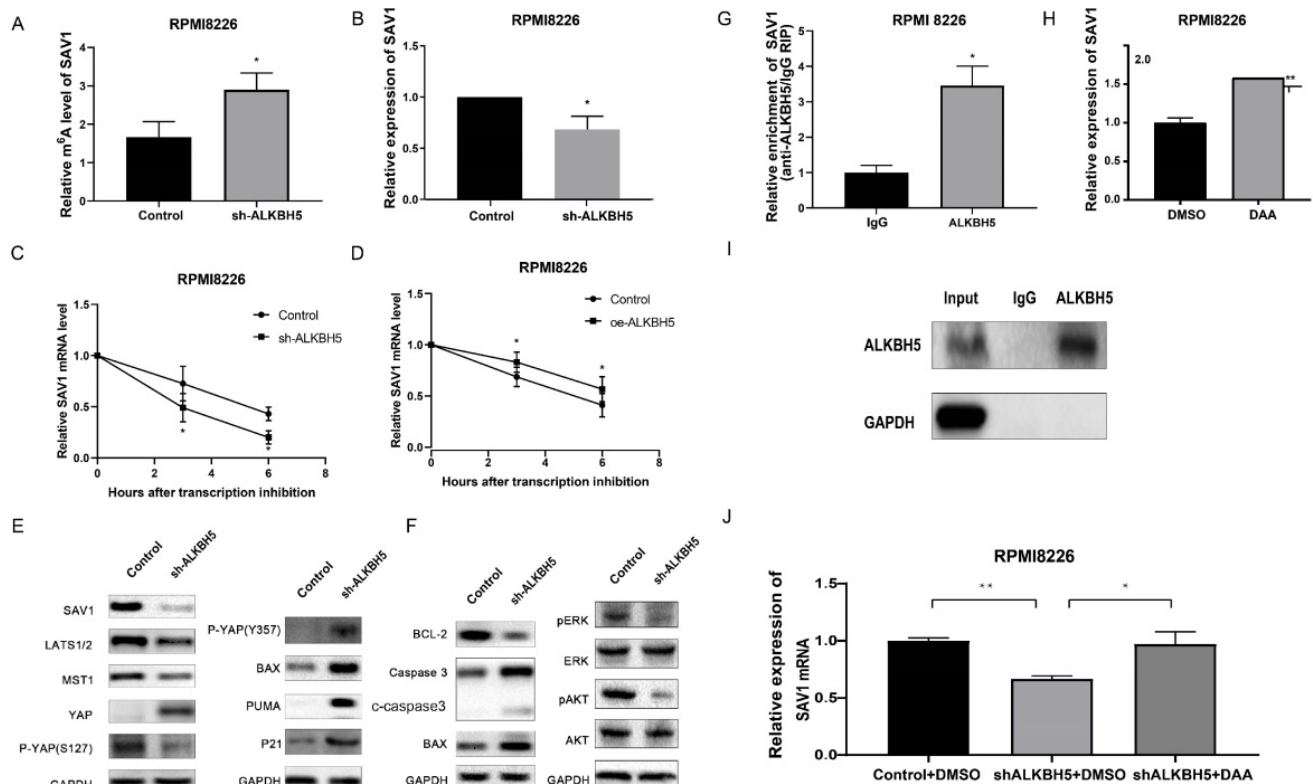 A
RPMI8226
Relative m⁶A level of SAV1
4
3
2
1
0
*
Control
sh-ALKBH5
B
RPMI8226
Relative expression of SAV1
1.5
1.0
0.5
0.0
*
Control
sh-ALKBH5
G
RPMI 8226
Relative enrichment of SAV1
(anti-ALKBH5/IgG RIP)
5
4
3
2
1
0
*
IgG
ALKBH5
H
RPMI8226
Relative expression of SAV1
2.0
1.5
1.0
0.5
0.0
**
DMSO
DAA
C
RPMI8226
Relative SAV1 mRNA level
1.5
1.0
0.5
0.0
Control
sh-ALKBH5
*
*
0
2
4
6
8
Hours after transcription inhibition
D
RPMI8226
Relative SAV1 mRNA level
1.5
1.0
0.5
0.0
Control
oe-ALKBH5
*
*
0
2
4
6
8
Hours after transcription inhibition
I
Input IgG ALKBH5
ALKBH5
GAPDH
E
Control sh-ALKBH5
SAV1
LATS1/2
MST1
YAP
P-YAP(S127)
GAPDH
Control sh-ALKBH5
P-YAP(Y357)
BAX
PUMA
P21
GAPDH
F
Control sh-ALKBH5
BCL-2
Caspase 3
c-caspase3
BAX
GAPDH
Control sh-ALKBH5
pERK
ERK
pAKT
AKT
GAPDH
J
RPMI8226
Relative expression of
SAV1 mRNA
1.5
1.0
0.5
0.0
**
*
Control+DMSO shALKBH5+DMSO shALKBH5+DAA